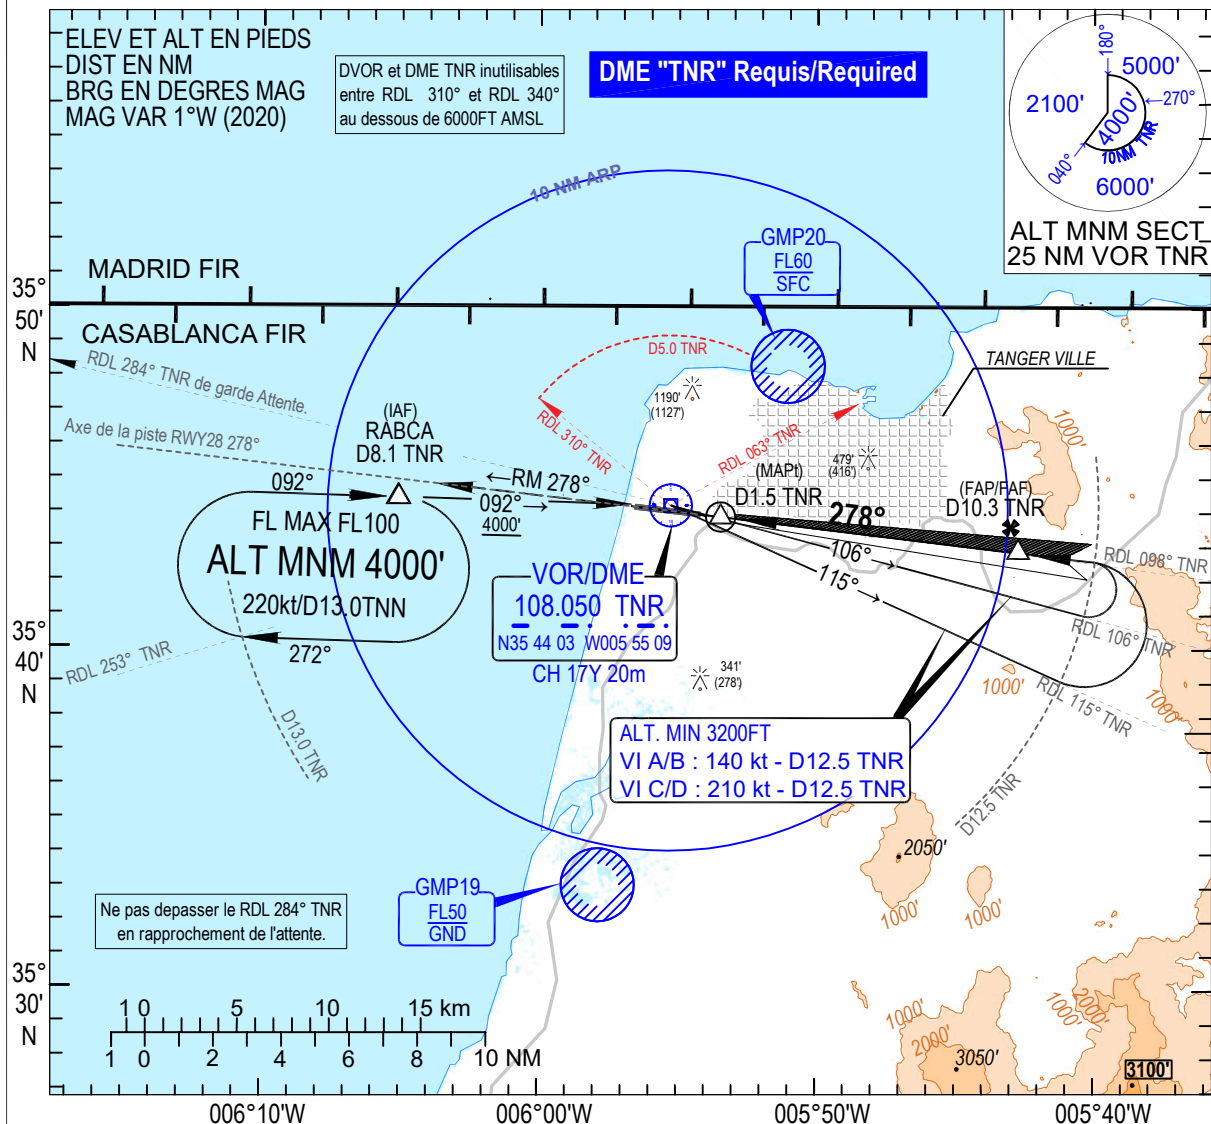 ELEV ET ALT EN PIEDS
DIST EN NM
BRG EN DEGRES MAG
MAG VAR 1°W (2020)
DVOR et DME TNR inutilisables
entre RDL 310° et RDL 340°
au dessous de 6000FT AMSL
DME "TNR" Requis/Required
180°
5000'
2100'
270°
4000'
10NM TNR
040°
6000'
ALT MNM SECT
25 NM VOR TNR
10 NM ARP
GMP20
FL60
SFC
MADRID FIR
35°
50'
N
CASABLANCA FIR
RDL 284° TNR de garde Attente.
D5.0 TNR
TANGER VILLE
1190'
(1127')
(IAF)
RABCA
D8.1 TNR
Axe de la piste RWY28 278°
RDL 310° TNR
RDL 063° TNR
1000'
479'
(416')
(MAPt)
D1.5 TNR
(FAP/FAF)
D10.3 TNR
092°
←RM 278°
092°→
4000'
278°
FL MAX FL100
ALT MNM 4000'
220kt/D13.0TNN
106°
→
115°
→
RDL 098° TNR
VOR/DME
108.050 TNR
N35 44 03 W005 55 09
CH 17Y 20m
RDL 106° TNR
35°
40'
N
272°
RDL 253° TNR
341'
(278')
1000'
RDL 115° TNR
1000'
D13.0 TNR
ALT. MIN 3200FT
VI A/B : 140 kt - D12.5 TNR
VI C/D : 210 kt - D12.5 TNR
D12.5 TNR
2050'
GMP19
FL50
GND
1000'
1000'
Ne pas depasser le RDL 284° TNR
en rapprochement de l'attente.
35°
30'
N
1 0 5 10 15 km
1 0 2 4 6 8 10 NM
1000'
2000'
1000'
2000'
3050'
3100'
006°10'W
006°00'W
005°50'W
005°40'W